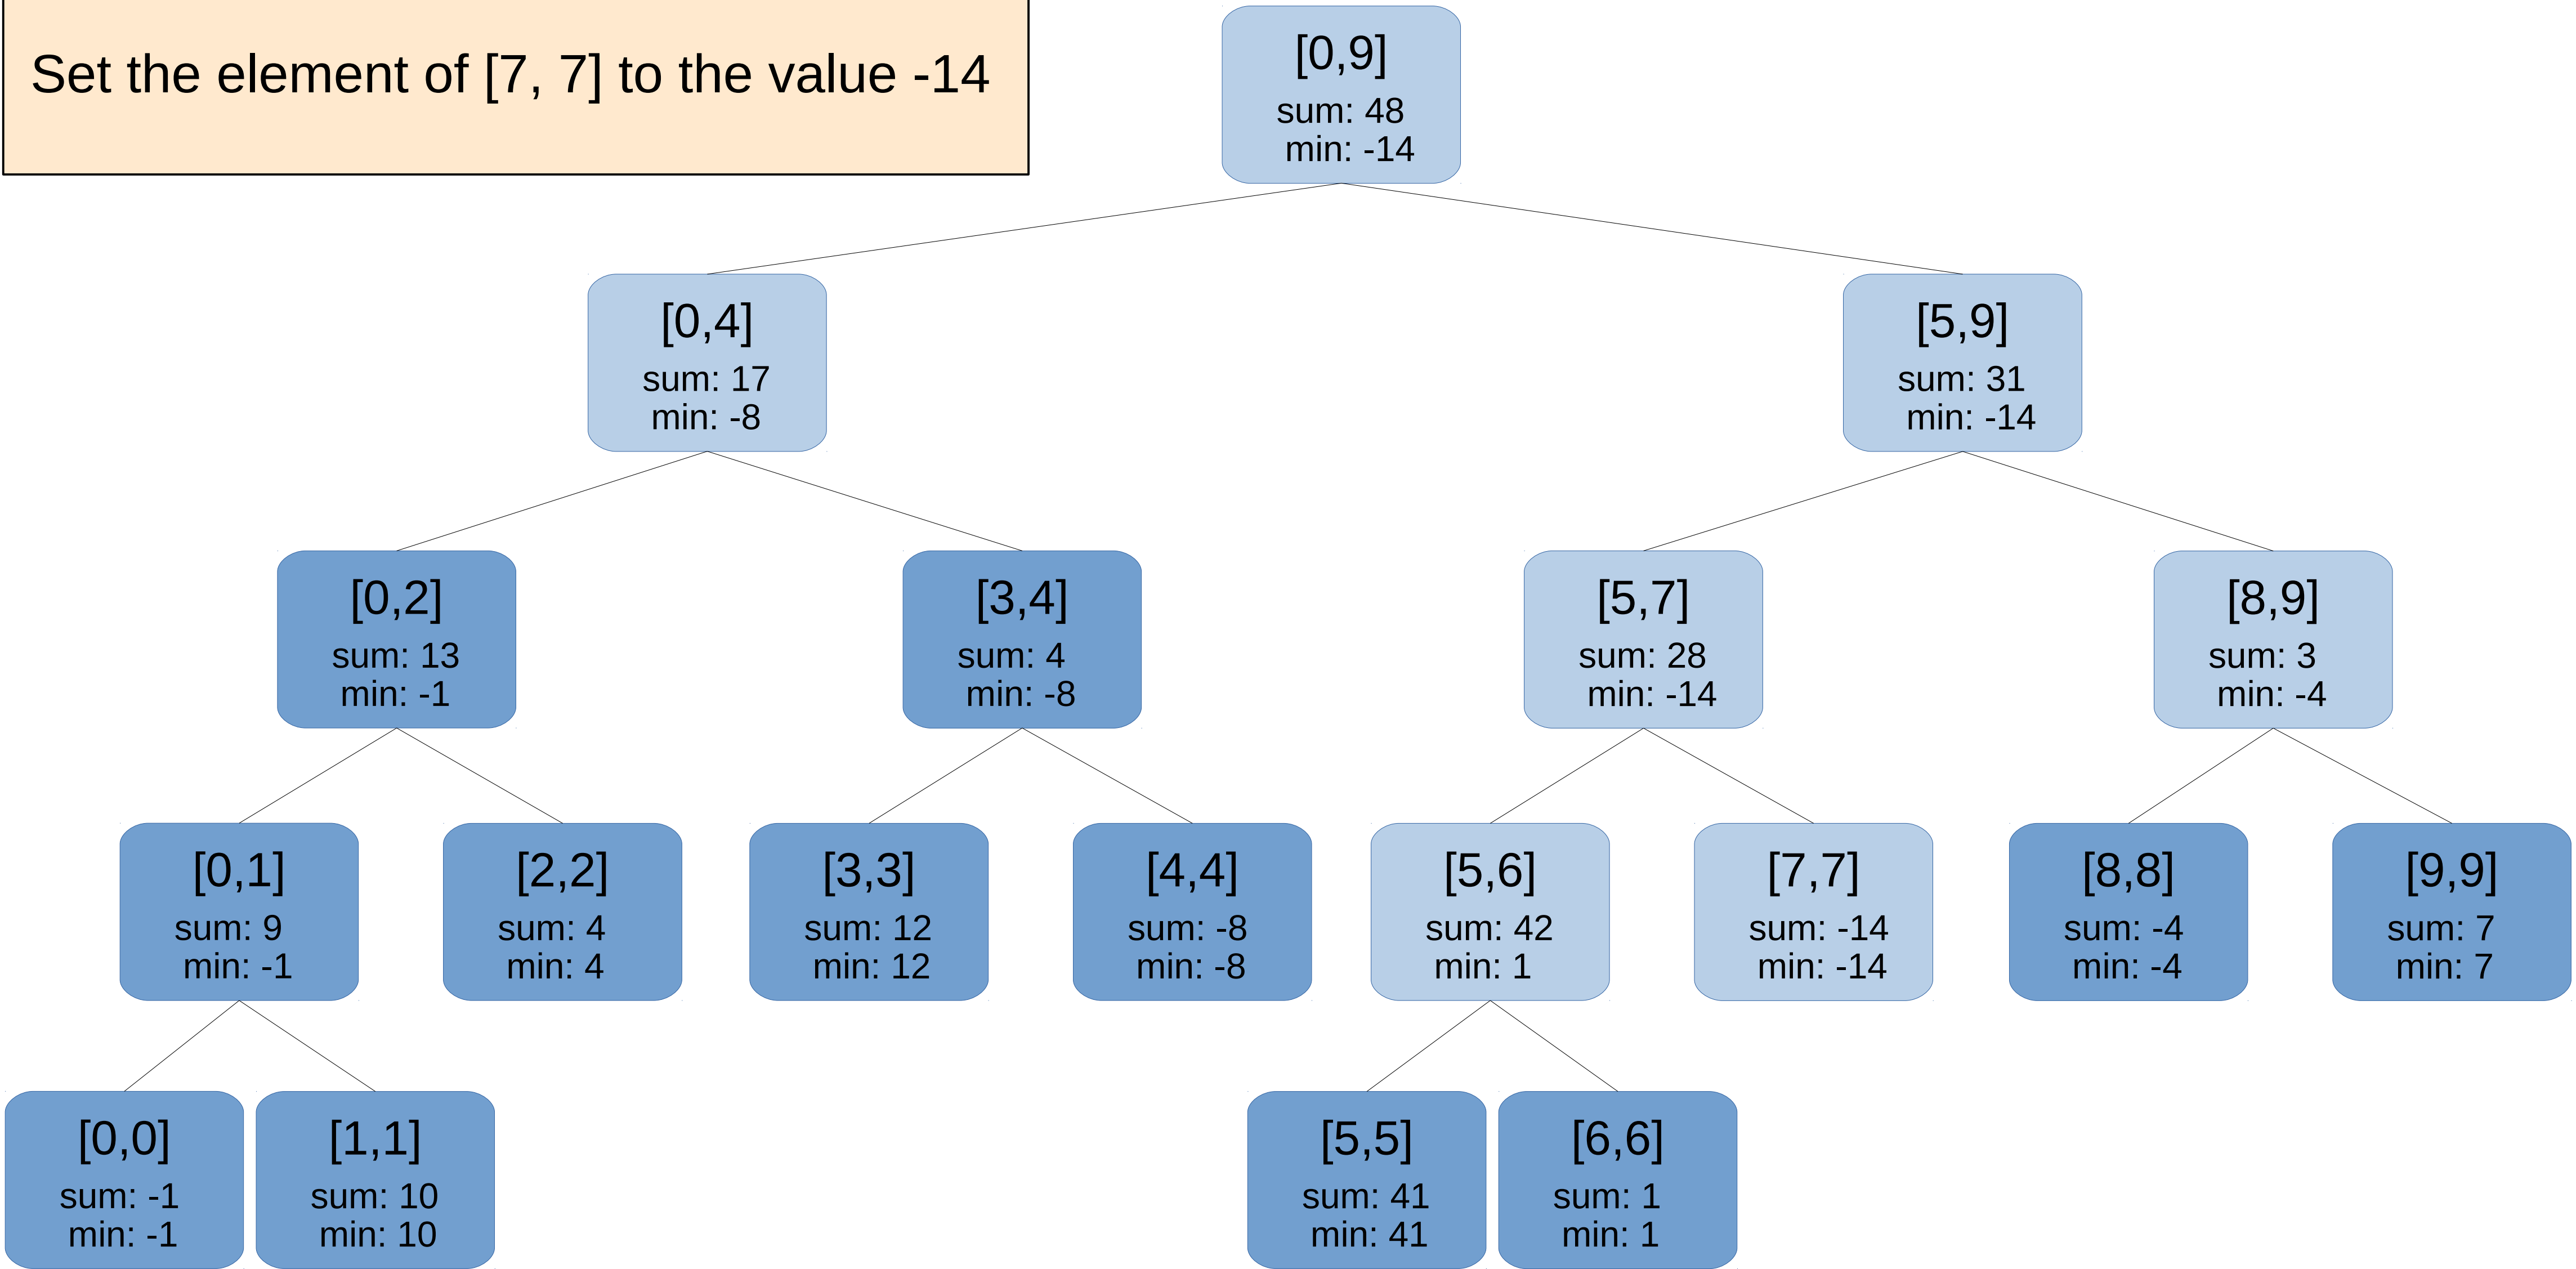 Set the element of [7, 7] to the value -14
[0,9]
sum: 48
min: -14
[0,4]
sum: 17
min: -8
[5,9]
sum: 31
min: -14
[0,2]
sum: 13
min: -1
[3,4]
sum: 4
min: -8
[5,7]
sum: 28
min: -14
[8,9]
sum: 3
min: -4
[0,1]
sum: 9
min: -1
[2,2]
sum: 4
min: 4
[3,3]
sum: 12
min: 12
[4,4]
sum: -8
min: -8
[5,6]
sum: 42
min: 1
[7,7]
sum: -14
min: -14
[8,8]
sum: -4
min: -4
[9,9]
sum: 7
min: 7
[0,0]
sum: -1
min: -1
[1,1]
sum: 10
min: 10
[5,5]
sum: 41
min: 41
[6,6]
sum: 1
min: 1